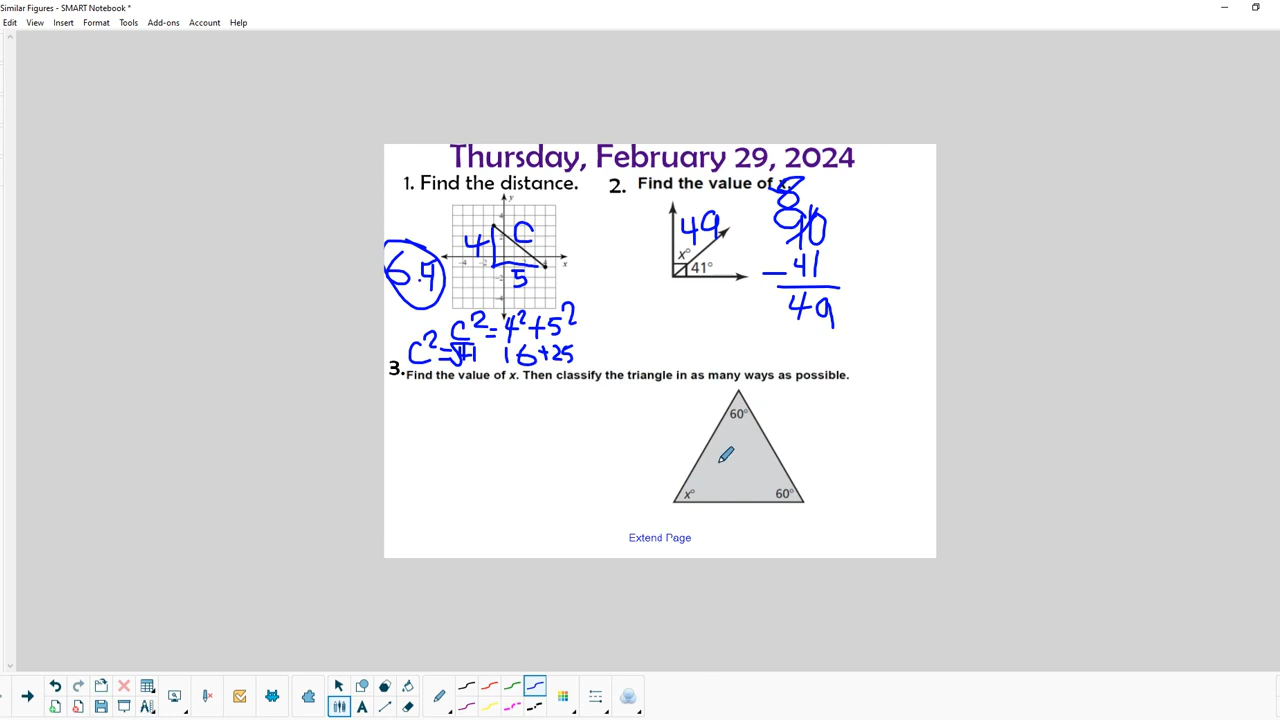 Similar Figures - SMART Notebook *
Edit View Insert Format Tools Add-ons Account Help
Thursday, February 29, 2024
1. Find the distance.
y
4 C
5
x
6.4
C² = 4² + 5²
C² = √41 16+25
2. Find the value of x.
49
x°
41°
8
90
− 41
49
3. Find the value of x. Then classify the triangle in as many ways as possible.
60°
x° 60°
Extend Page